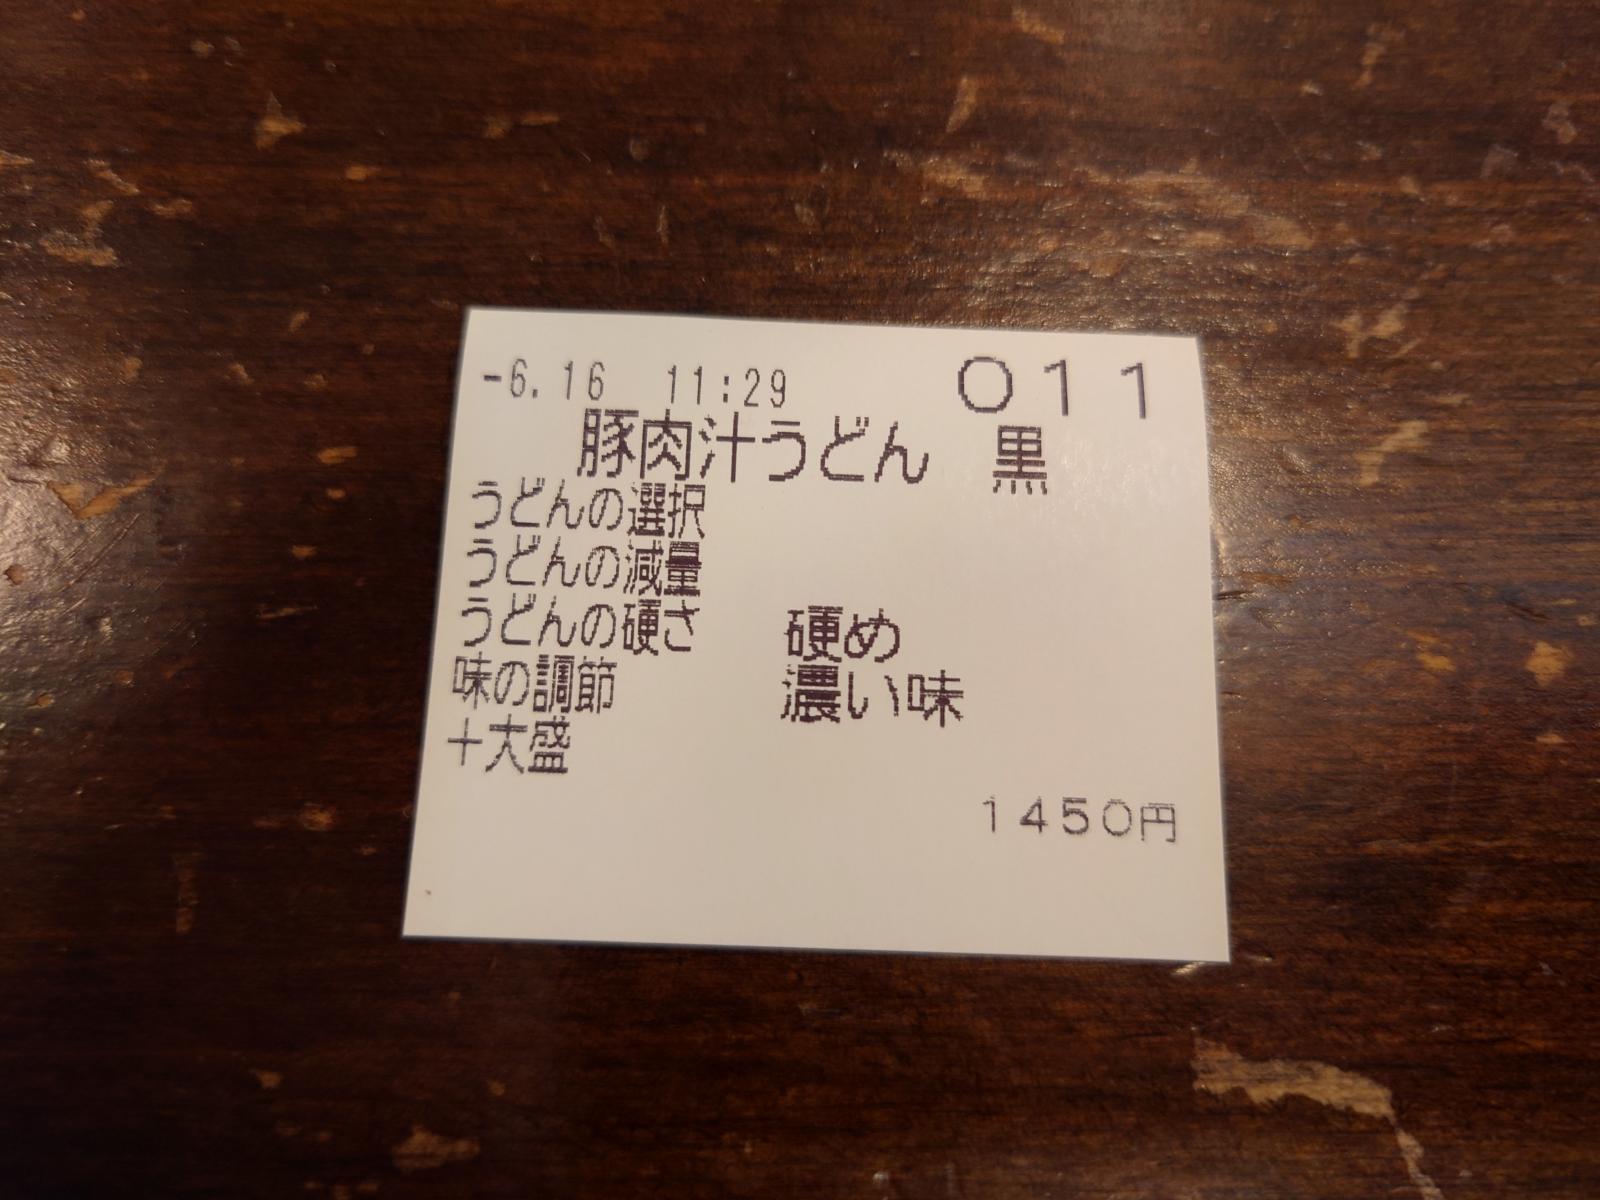 -6.16 11:29 011
豚肉汁うどん 黒
うどんの選択
うどんの減量
うどんの硬さ 硬め
味の調節 濃い味
+大盛
1450円